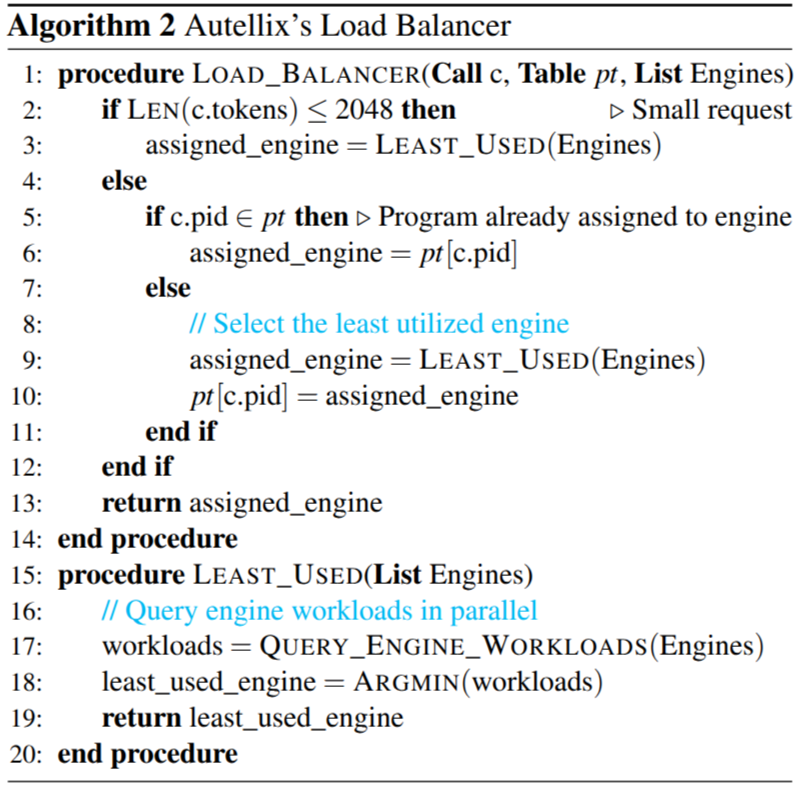 Algorithm 2 Autellix's Load Balancer
1: procedure LOAD_BALANCER(Call c, Table pt, List Engines)
2: if LEN(c.tokens) ≤ 2048 then ▷ Small request
3: assigned_engine = LEAST_USED(Engines)
4: else
5: if c.pid ∈ pt then ▷ Program already assigned to engine
6: assigned_engine = pt[c.pid]
7: else
8: // Select the least utilized engine
9: assigned_engine = LEAST_USED(Engines)
10: pt[c.pid] = assigned_engine
11: end if
12: end if
13: return assigned_engine
14: end procedure
15: procedure LEAST_USED(List Engines)
16: // Query engine workloads in parallel
17: workloads = QUERY_ENGINE_WORKLOADS(Engines)
18: least_used_engine = ARGMIN(workloads)
19: return least_used_engine
20: end procedure